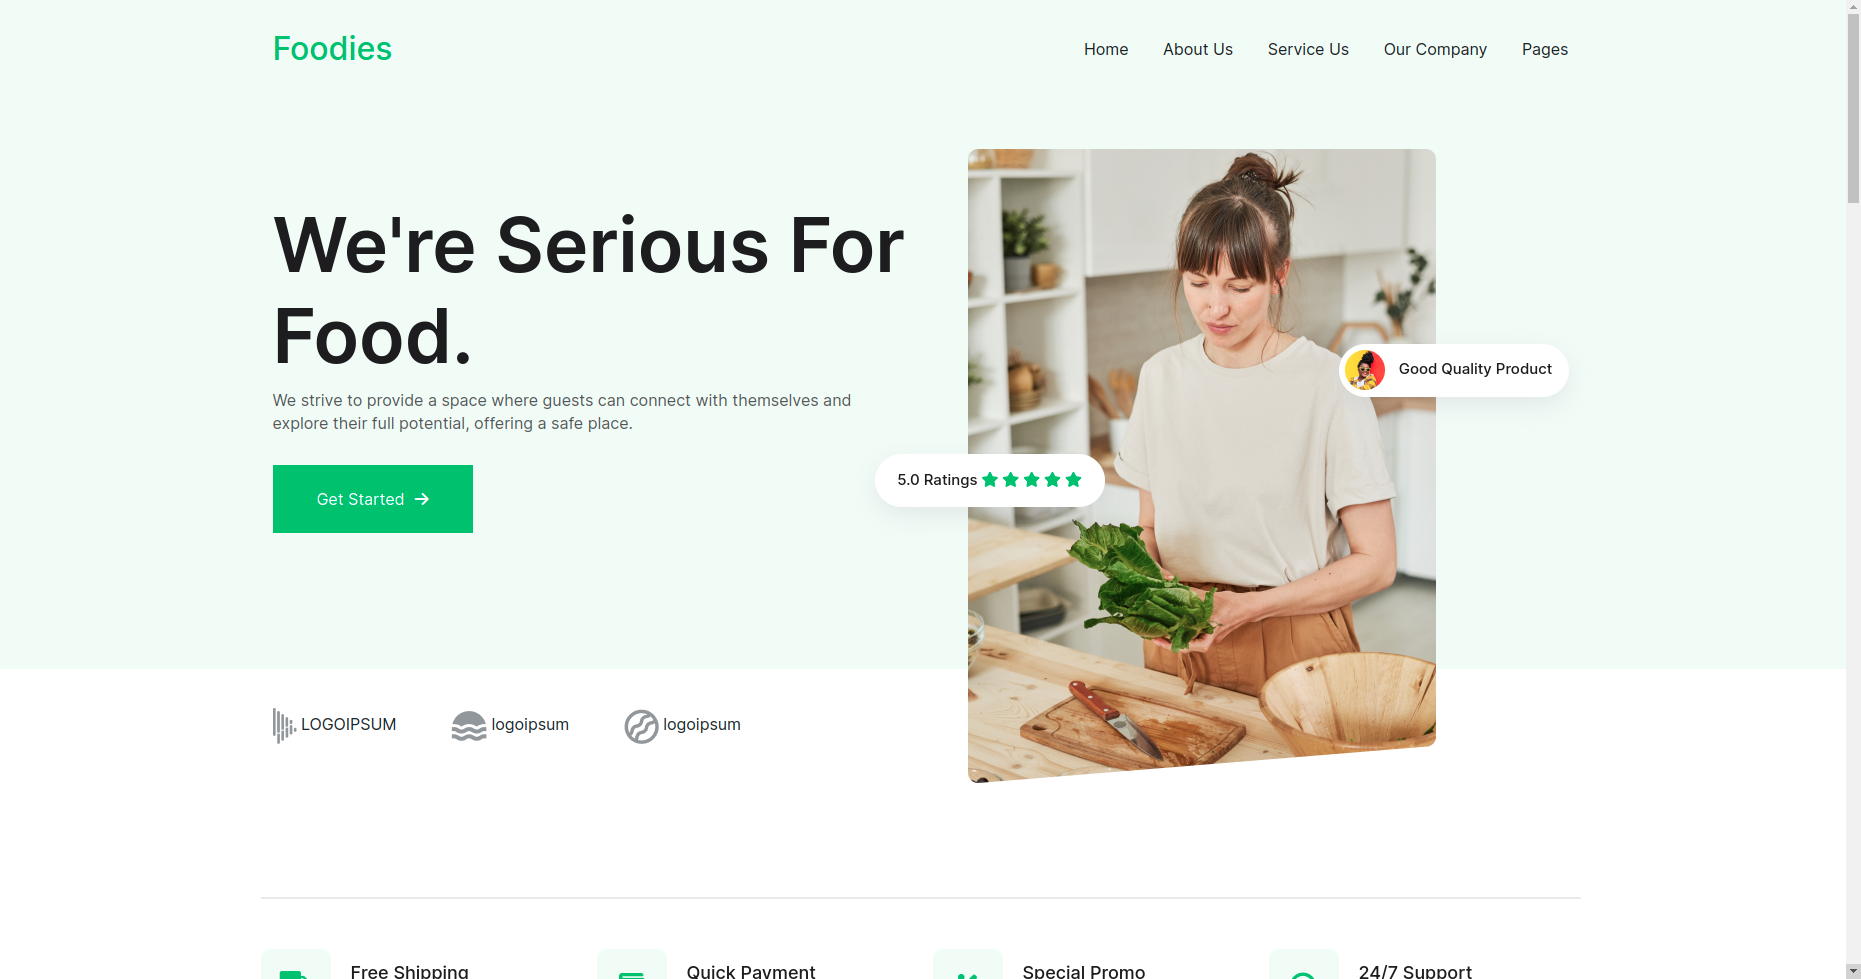 Foodies
Home About Us Service Us Our Company Pages
We're Serious For
Food.
We strive to provide a space where guests can connect with themselves and
explore their full potential, offering a safe place.
Get Started
Good Quality Product
5.0 Ratings
LOGOIPSUM logoipsum logoipsum
Free Shipping Quick Payment Special Promo 24/7 Support